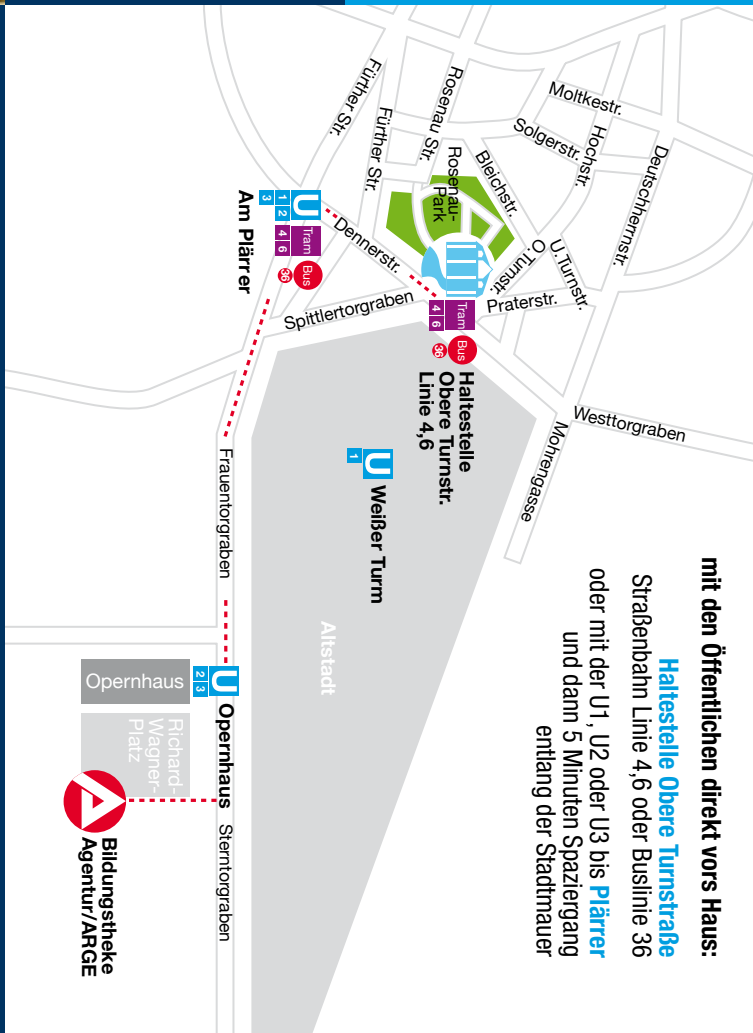 mit den Öffentlichen direkt vors Haus:
Haltestelle Obere Turnstraße
Straßenbahn Linie 4,6 oder Buslinie 36
oder mit der U1, U2 oder U3 bis Plärrer
und dann 5 Minuten Spaziergang
entlang der Stadtmauer
Moltkestr.
Solgerstr.
Hochstr.
Deutschherrnstr.
Fürther Str.
Fürther Str.
Rosenau Str.
Rosenau-
Park
Bleichstr.
O.Turnstr.
U.Turnstr.
Praterstr.
Dennerstr.
Spittlertorgraben
Westtorgraben
Mohrengasse
U
1 2
3
Tram
4 6
Bus
36
Am Plärrer
Tram
4 6
Bus
36
Haltestelle
Obere Turnstr.
Linie 4,6
U
1
Weißer Turm
Altstadt
Frauentorgraben
U
2 3
Opernhaus
Opernhaus
Richard-
Wagner-
Platz
Sterntorgraben
Bildungstheke
Agentur/ARGE